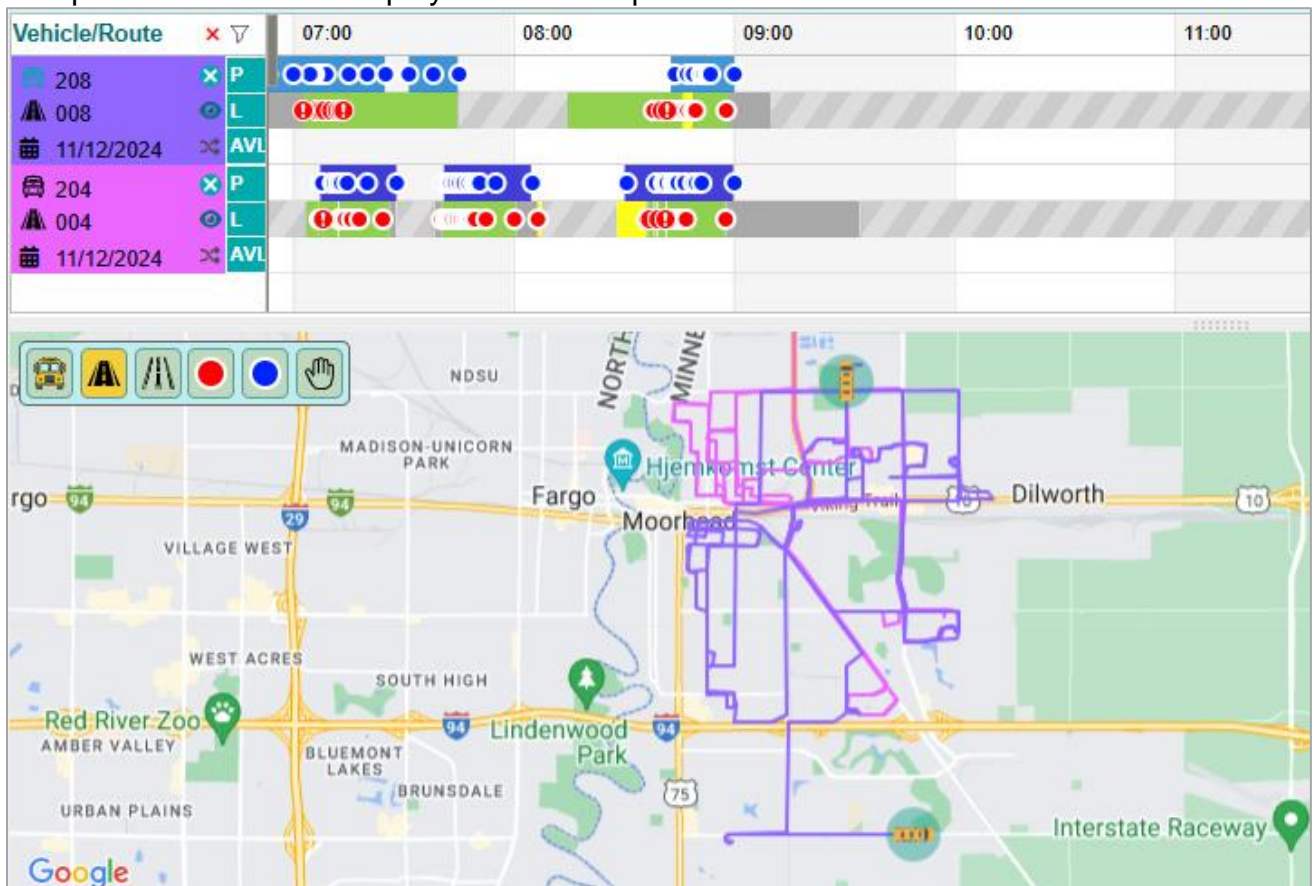 Vehicle/Route 07:00 08:00 09:00 10:00 11:00
208 P
008 L
11/12/2024 AVL
204 P
004 L
11/12/2024 AVL
NORTH MINNE
NDSU
MADISON-UNICORN
PARK
Hjemkomst Center
rgo 94 94 Fargo 10 Dilworth 10
29 Moorhead Viking Trail
VILLAGE WEST
WEST ACRES
SOUTH HIGH
Red River Zoo 94 Lindenwood 94
AMBER VALLEY Park
BLUEMONT
LAKES
BRUNSDALE 75
URBAN PLAINS
Interstate Raceway
Google